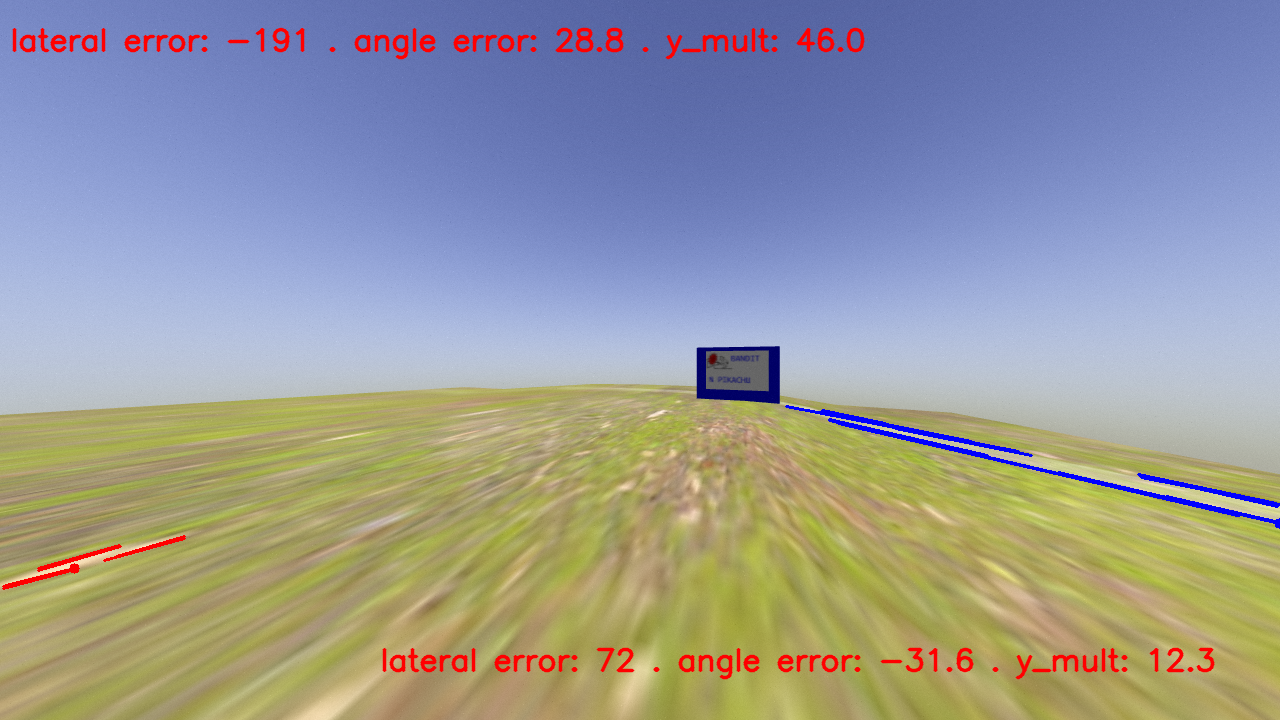 lateral error: -191 . angle error: 28.8 . y_mult: 46.0
BANDIT
N PIKACHU
lateral error: 72 . angle error: -31.6 . y_mult: 12.3